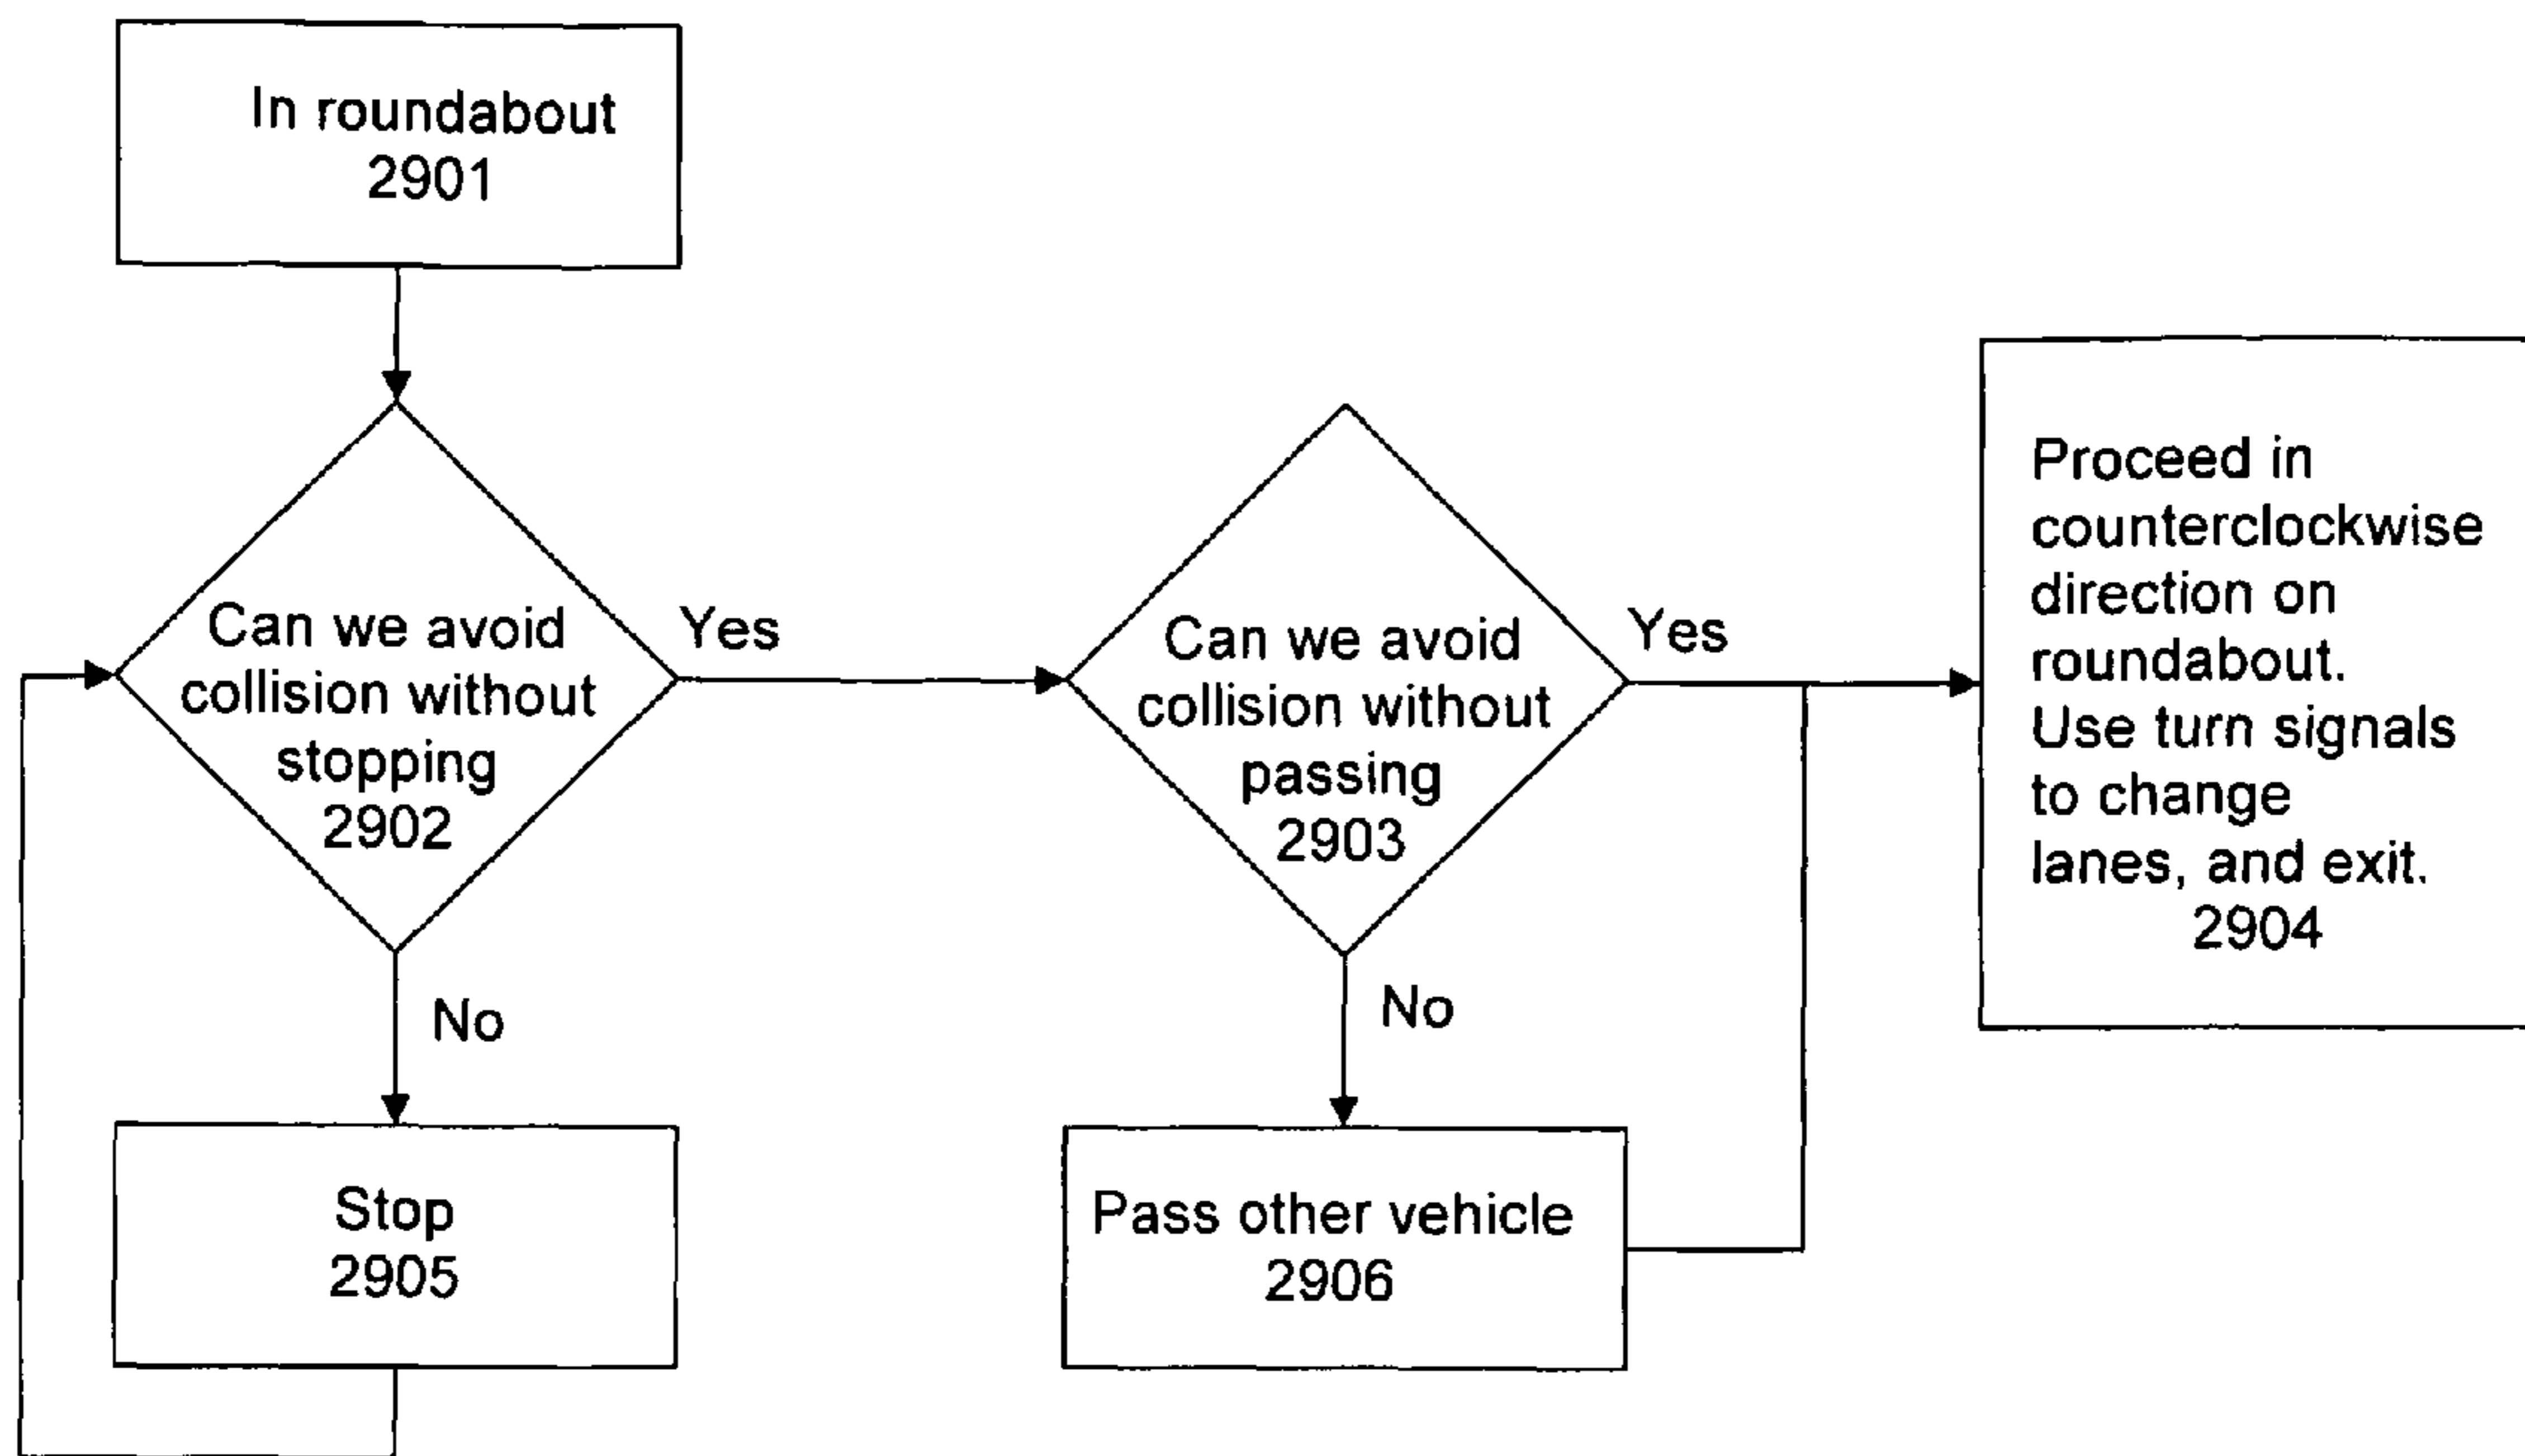 In roundabout
2901
Can we avoid
collision without
stopping
2902
Yes
No
Stop
2905
Can we avoid
collision without
passing
2903
Yes
No
Pass other vehicle
2906
Proceed in
counterclockwise
direction on
roundabout.
Use turn signals
to change
lanes, and exit.
2904